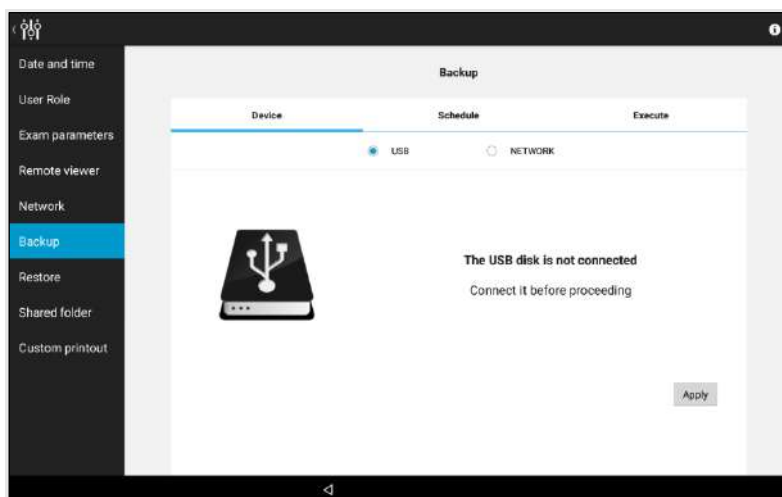 Date and time
User Role
Exam parameters
Remote viewer
Network
Backup
Restore
Shared folder
Custom printout
Backup
Device Schedule Execute
USB NETWORK
The USB disk is not connected
Connect it before proceeding
Apply